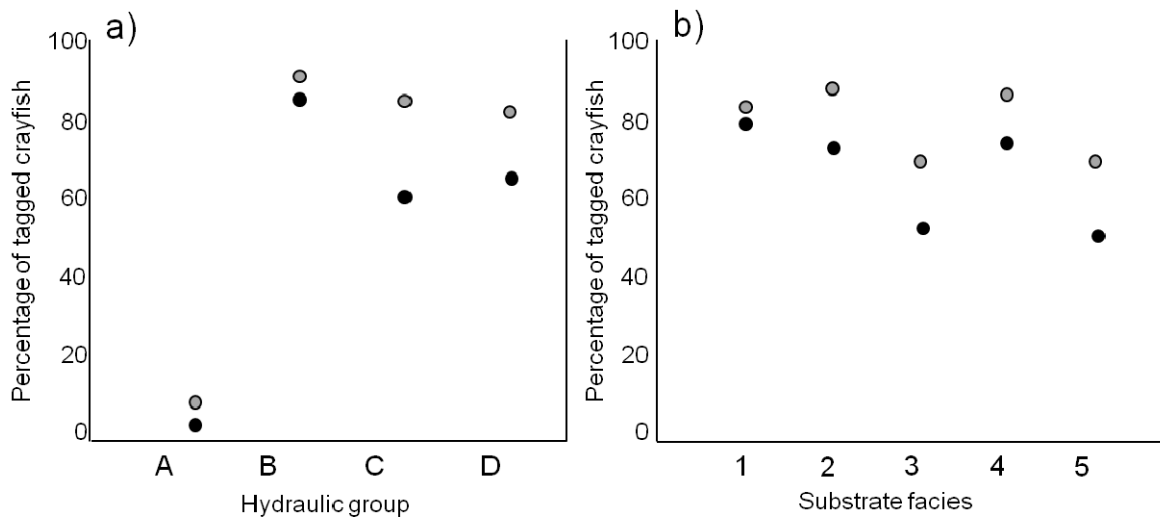 a)
Percentage of tagged crayfish
100
80
60
40
20
0
A B C D
Hydraulic group
b)
Percentage of tagged crayfish
100
80
60
40
20
0
1 2 3 4 5
Substrate facies